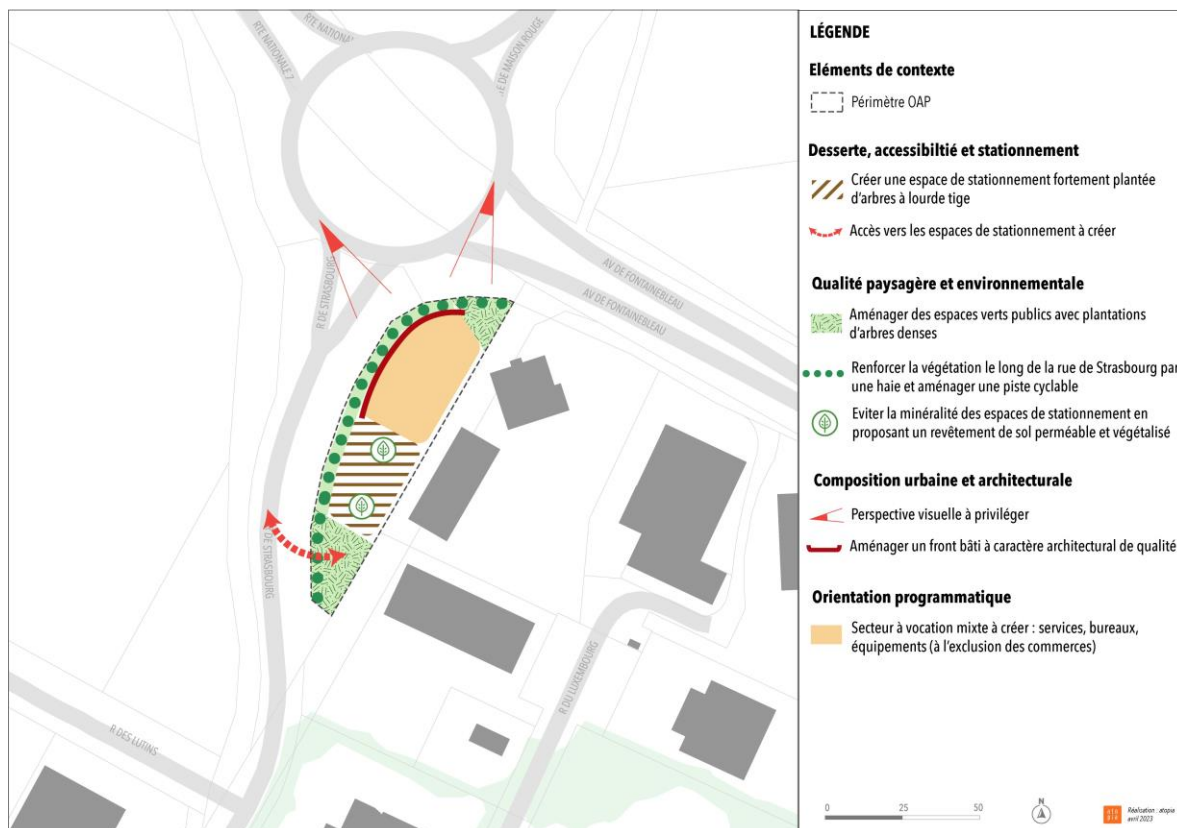 RTE NATIONALE 7
RTE NATION
E DE MAISON ROUGE
R DE STRASBOURG
AV DE FONTAINEBLEAU
AV DE FONTAINEBLEAU
DE STRASBOURG
R DES LUTINS
R DU LUXEMBOURG
LÉGENDE
Eléments de contexte
Périmètre OAP
Desserte, accessibiltié et stationnement
Créer une espace de stationnement fortement plantée
d'arbres à lourde tige
Accès vers les espaces de stationnement à créer
Qualité paysagère et environnementale
Aménager des espaces verts publics avec plantations
d'arbres denses
Renforcer la végétation le long de la rue de Strasbourg par
une haie et aménager une piste cyclable
Eviter la minéralité des espaces de stationnement en
proposant un revêtement de sol perméable et végétalisé
Composition urbaine et architecturale
Perspective visuelle à privilégier
Aménager un front bâti à caractère architectural de qualité
Orientation programmatique
Secteur à vocation mixte à créer : services, bureaux,
équipements (à l'exclusion des commerces)
0 25 50
N
Réalisation : atopia
avril 2023